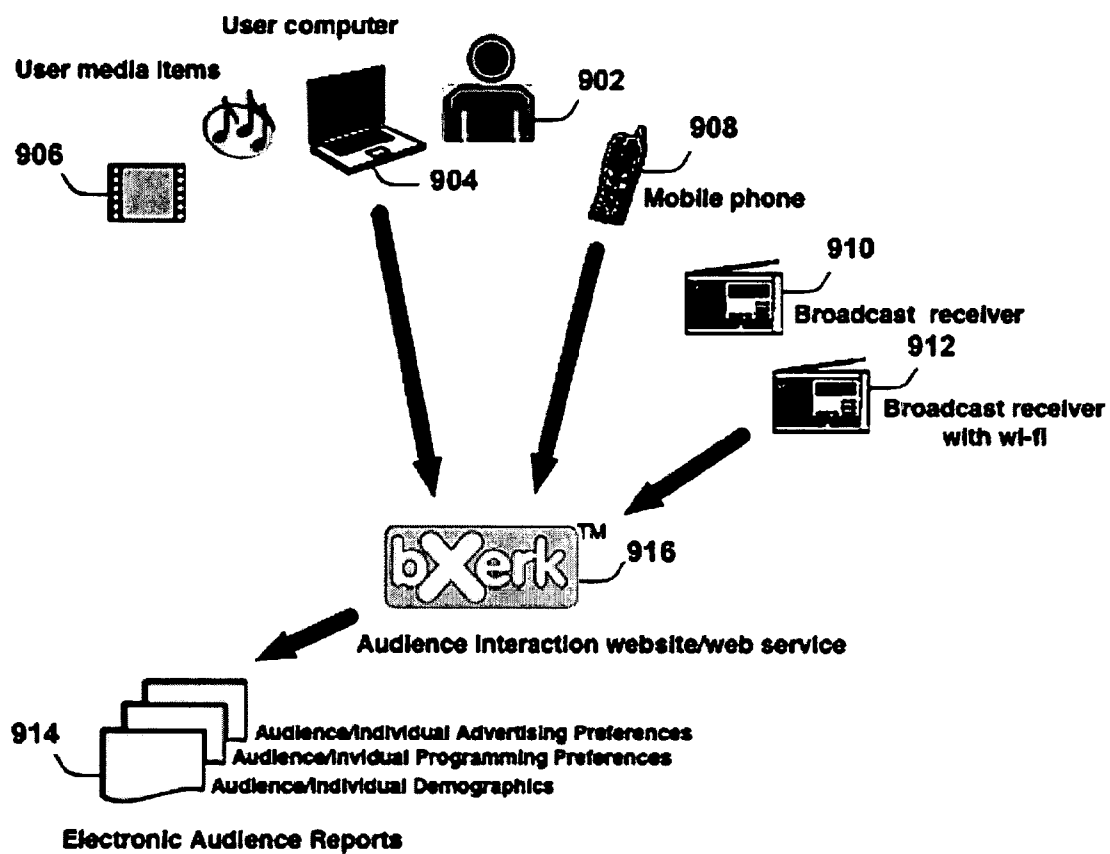 User computer
User media items
902
908
906
904
Mobile phone
910
Broadcast receiver
912
Broadcast receiver
with wi-fi
bXerk TM
916
Audience interaction website/web service
914
Audience/individual Advertising Preferences
Audience/invidual Programming Preferences
Audience/individual Demographics
Electronic Audience Reports